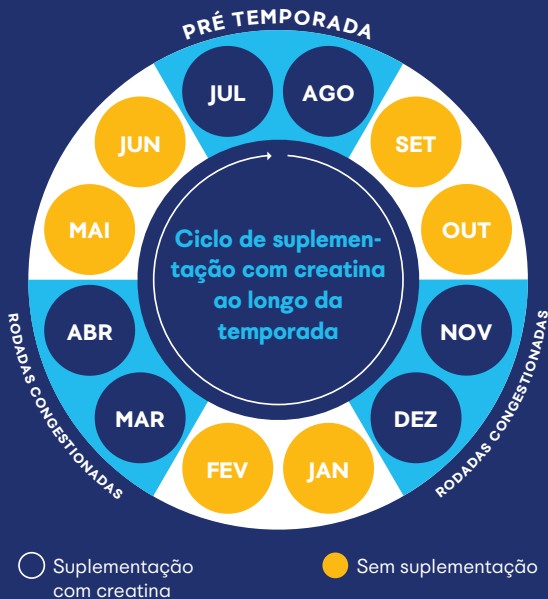 PRÉ TEMPORADA
JUL
AGO
SET
OUT
NOV
DEZ
JAN
FEV
MAR
ABR
MAI
JUN
RODADAS CONGESTIONADAS
RODADAS CONGESTIONADAS
Ciclo de suplemen-
tação com creatina
ao longo da
temporada
Suplementação
com creatina
Sem suplementação